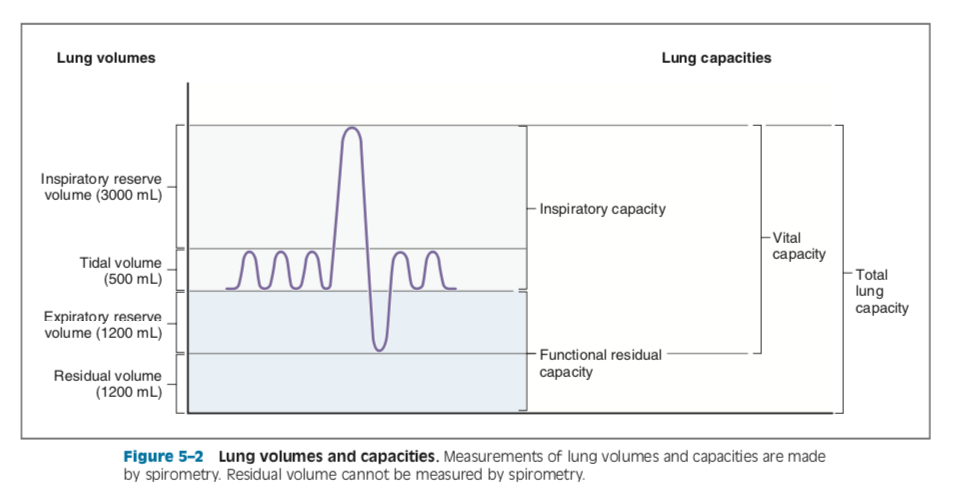 Lung volumes
Lung capacities
Inspiratory reserve
volume (3000 mL)
Tidal volume
(500 mL)
Expiratory reserve
volume (1200 mL)
Residual volume
(1200 mL)
Inspiratory capacity
Functional residual
capacity
Vital
capacity
Total
lung
capacity
Figure 5–2 Lung volumes and capacities. Measurements of lung volumes and capacities are made
by spirometry. Residual volume cannot be measured by spirometry.